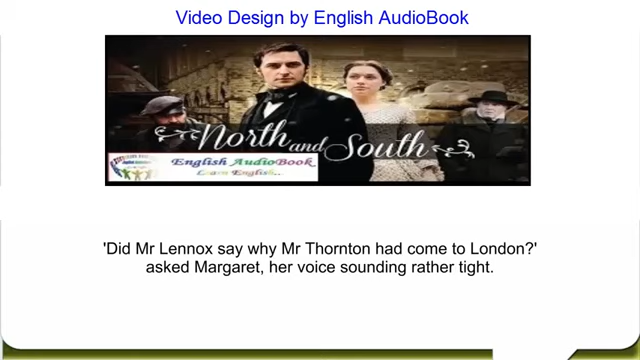 Video Design by English AudioBook
North and South
English AudioBook
Learn English...
'Did Mr Lennox say why Mr Thornton had come to London?'
asked Margaret, her voice sounding rather tight.